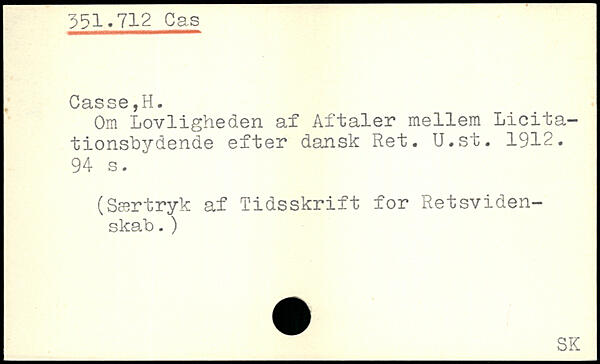 351.712 Cas
Casse,H.
Om Lovligheden af Aftaler mellem Licita-
tionsbydende efter dansk Ret. U.st. 1912.
94 s.
(Særtryk af Tidsskrift for Retsviden-
skab.)
SK